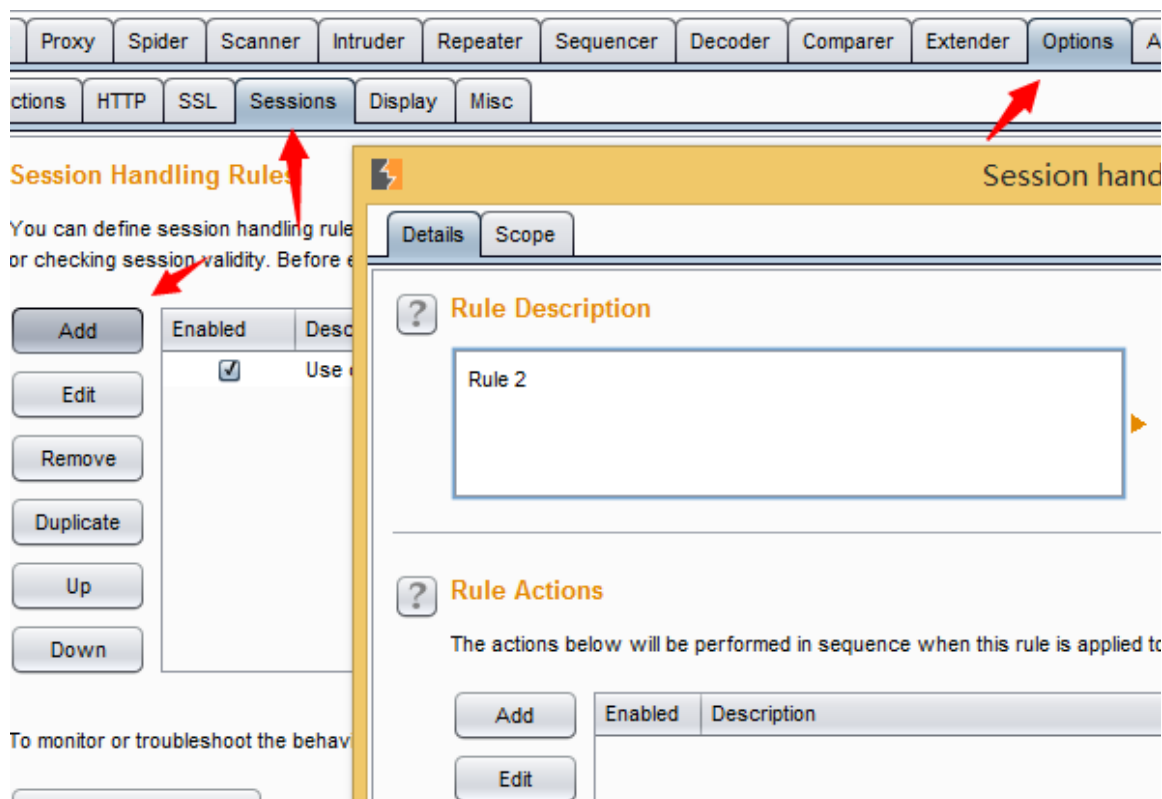 Proxy Spider Scanner Intruder Repeater Sequencer Decoder Comparer Extender Options A
ctions HTTP SSL Sessions Display Misc
Session Handling Rules
You can define session handling rule
or checking session validity. Before e
Add
Edit
Remove
Duplicate
Up
Down
Enabled Desc
Use
To monitor or troubleshoot the behavi
Session hand
Details Scope
? Rule Description
Rule 2
? Rule Actions
The actions below will be performed in sequence when this rule is applied to
Add
Edit
Enabled Description